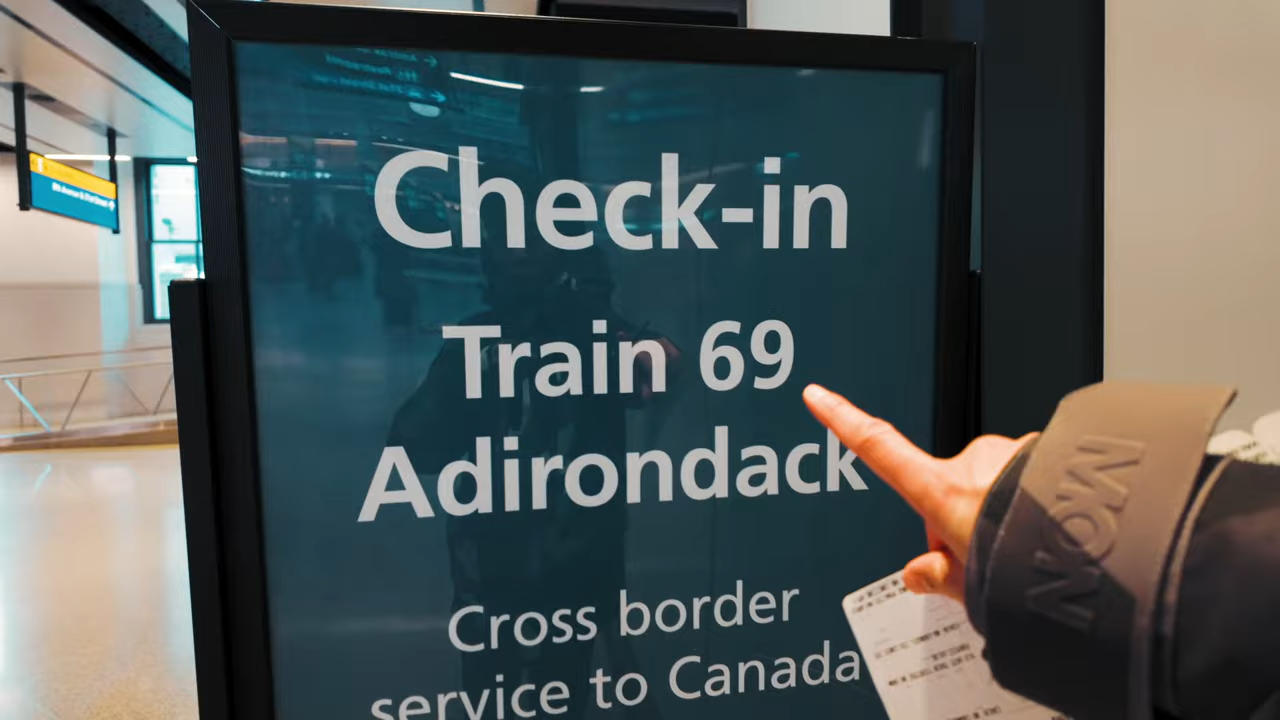 Check-in
Train 69
Adirondack
Cross border
service to Canada